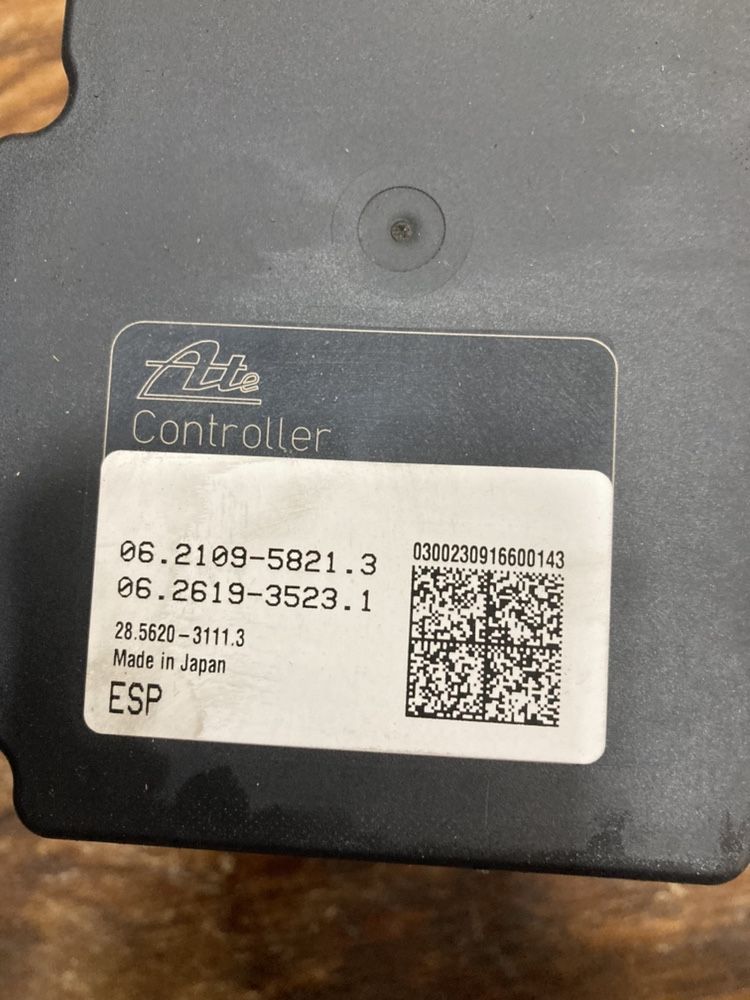 Ate
Controller
06.2109-5821.3
06.2619-3523.1
28.5620-3111.3
Made in Japan
ESP
0300230916600143